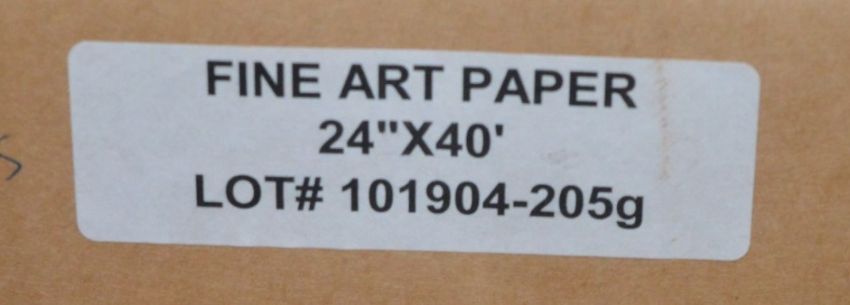 FINE ART PAPER
24"X40'
LOT# 101904-205g